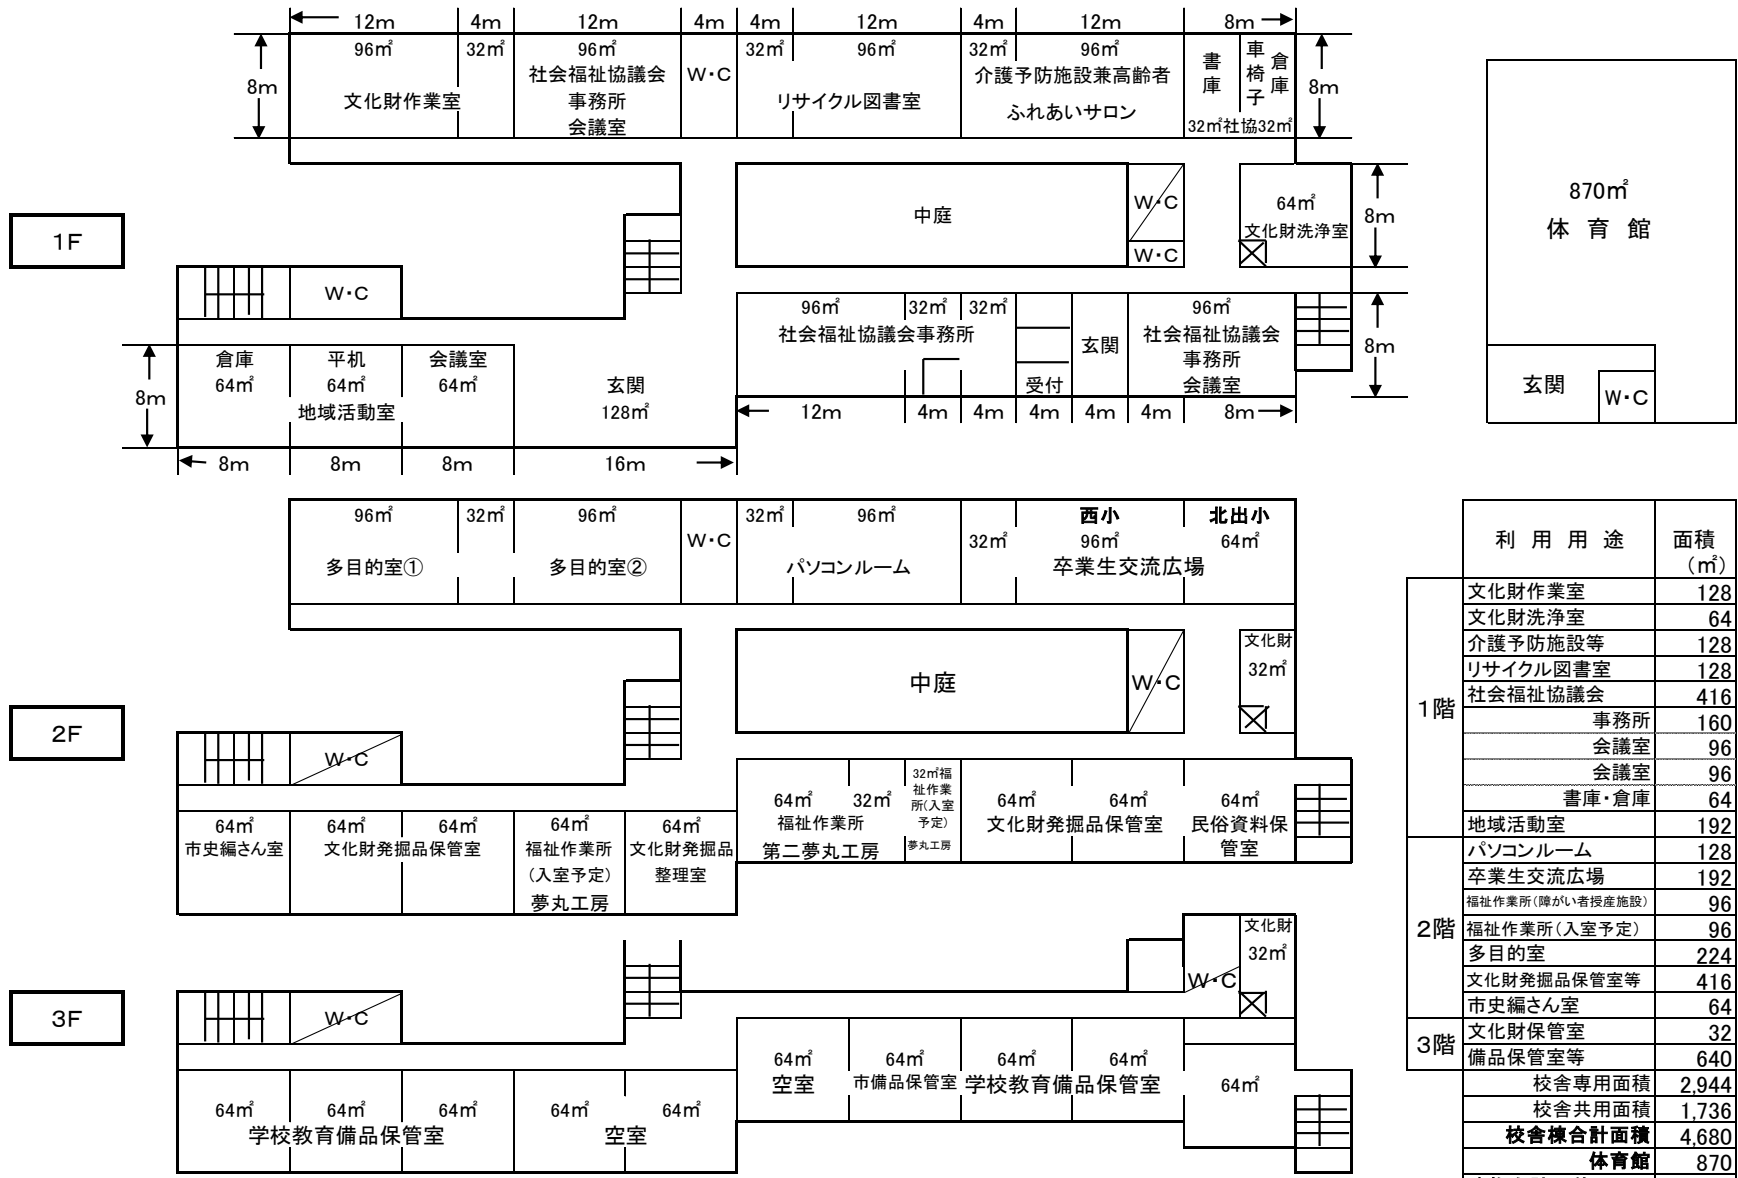 12m 4m 12m 4m 4m 12m 4m 12m 8m
96㎡ 32㎡ 96㎡ 32㎡ 96㎡ 32㎡ 96㎡
文化財作業室
社会福祉協議会
事務所
会議室
W・C
リサイクル図書室
介護予防施設兼高齢者
ふれあいサロン
書庫
車椅子
倉庫
32㎡社協32㎡
8m
8m
1F
中庭
W・C
W・C
64㎡
文化財洗浄室
8m
W・C
96㎡ 32㎡ 32㎡
社会福祉協議会事務所
受付
玄関
96㎡
社会福祉協議会
事務所
会議室
8m
倉庫
64㎡
平机
64㎡
会議室
64㎡
地域活動室
玄関
128㎡
8m
12m 4m 4m 4m 4m 4m 8m
8m 8m 8m 16m
870㎡
体 育 館
玄関
W・C
2F
96㎡ 32㎡ 96㎡
多目的室①
多目的室②
W・C
32㎡ 96㎡
パソコンルーム
32㎡
西小
96㎡
北出小
64㎡
卒業生交流広場
中庭
W・C
文化財
32㎡
W・C
64㎡
市史編さん室
64㎡ 64㎡
文化財発掘品保管室
64㎡
福祉作業所
(入室予定)
夢丸工房
64㎡
文化財発掘品
整理室
64㎡ 32㎡
福祉作業所
第二夢丸工房
32㎡福
祉作業
所(入室
予定)
夢丸工房
64㎡ 64㎡
文化財発掘品保管室
64㎡
民俗資料保
管室
3F
W・C
W・C
文化財
32㎡
64㎡ 64㎡ 64㎡
学校教育備品保管室
64㎡ 64㎡
空室
64㎡
空室
64㎡
市備品保管室
64㎡ 64㎡
学校教育備品保管室
64㎡
利 用 用 途 面積
(㎡)
1階
文化財作業室 128
文化財洗浄室 64
介護予防施設等 128
リサイクル図書室 128
社会福祉協議会 416
事務所 160
会議室 96
会議室 96
書庫・倉庫 64
地域活動室 192
2階
パソコンルーム 128
卒業生交流広場 192
福祉作業所(障がい者授産施設) 96
福祉作業所(入室予定) 96
多目的室 224
文化財発掘品保管室等 416
市史編さん室 64
3階
文化財保管室 32
備品保管室等 640
校舎専用面積 2,944
校舎共用面積 1,736
校舎棟合計面積 4,680
体育館 870